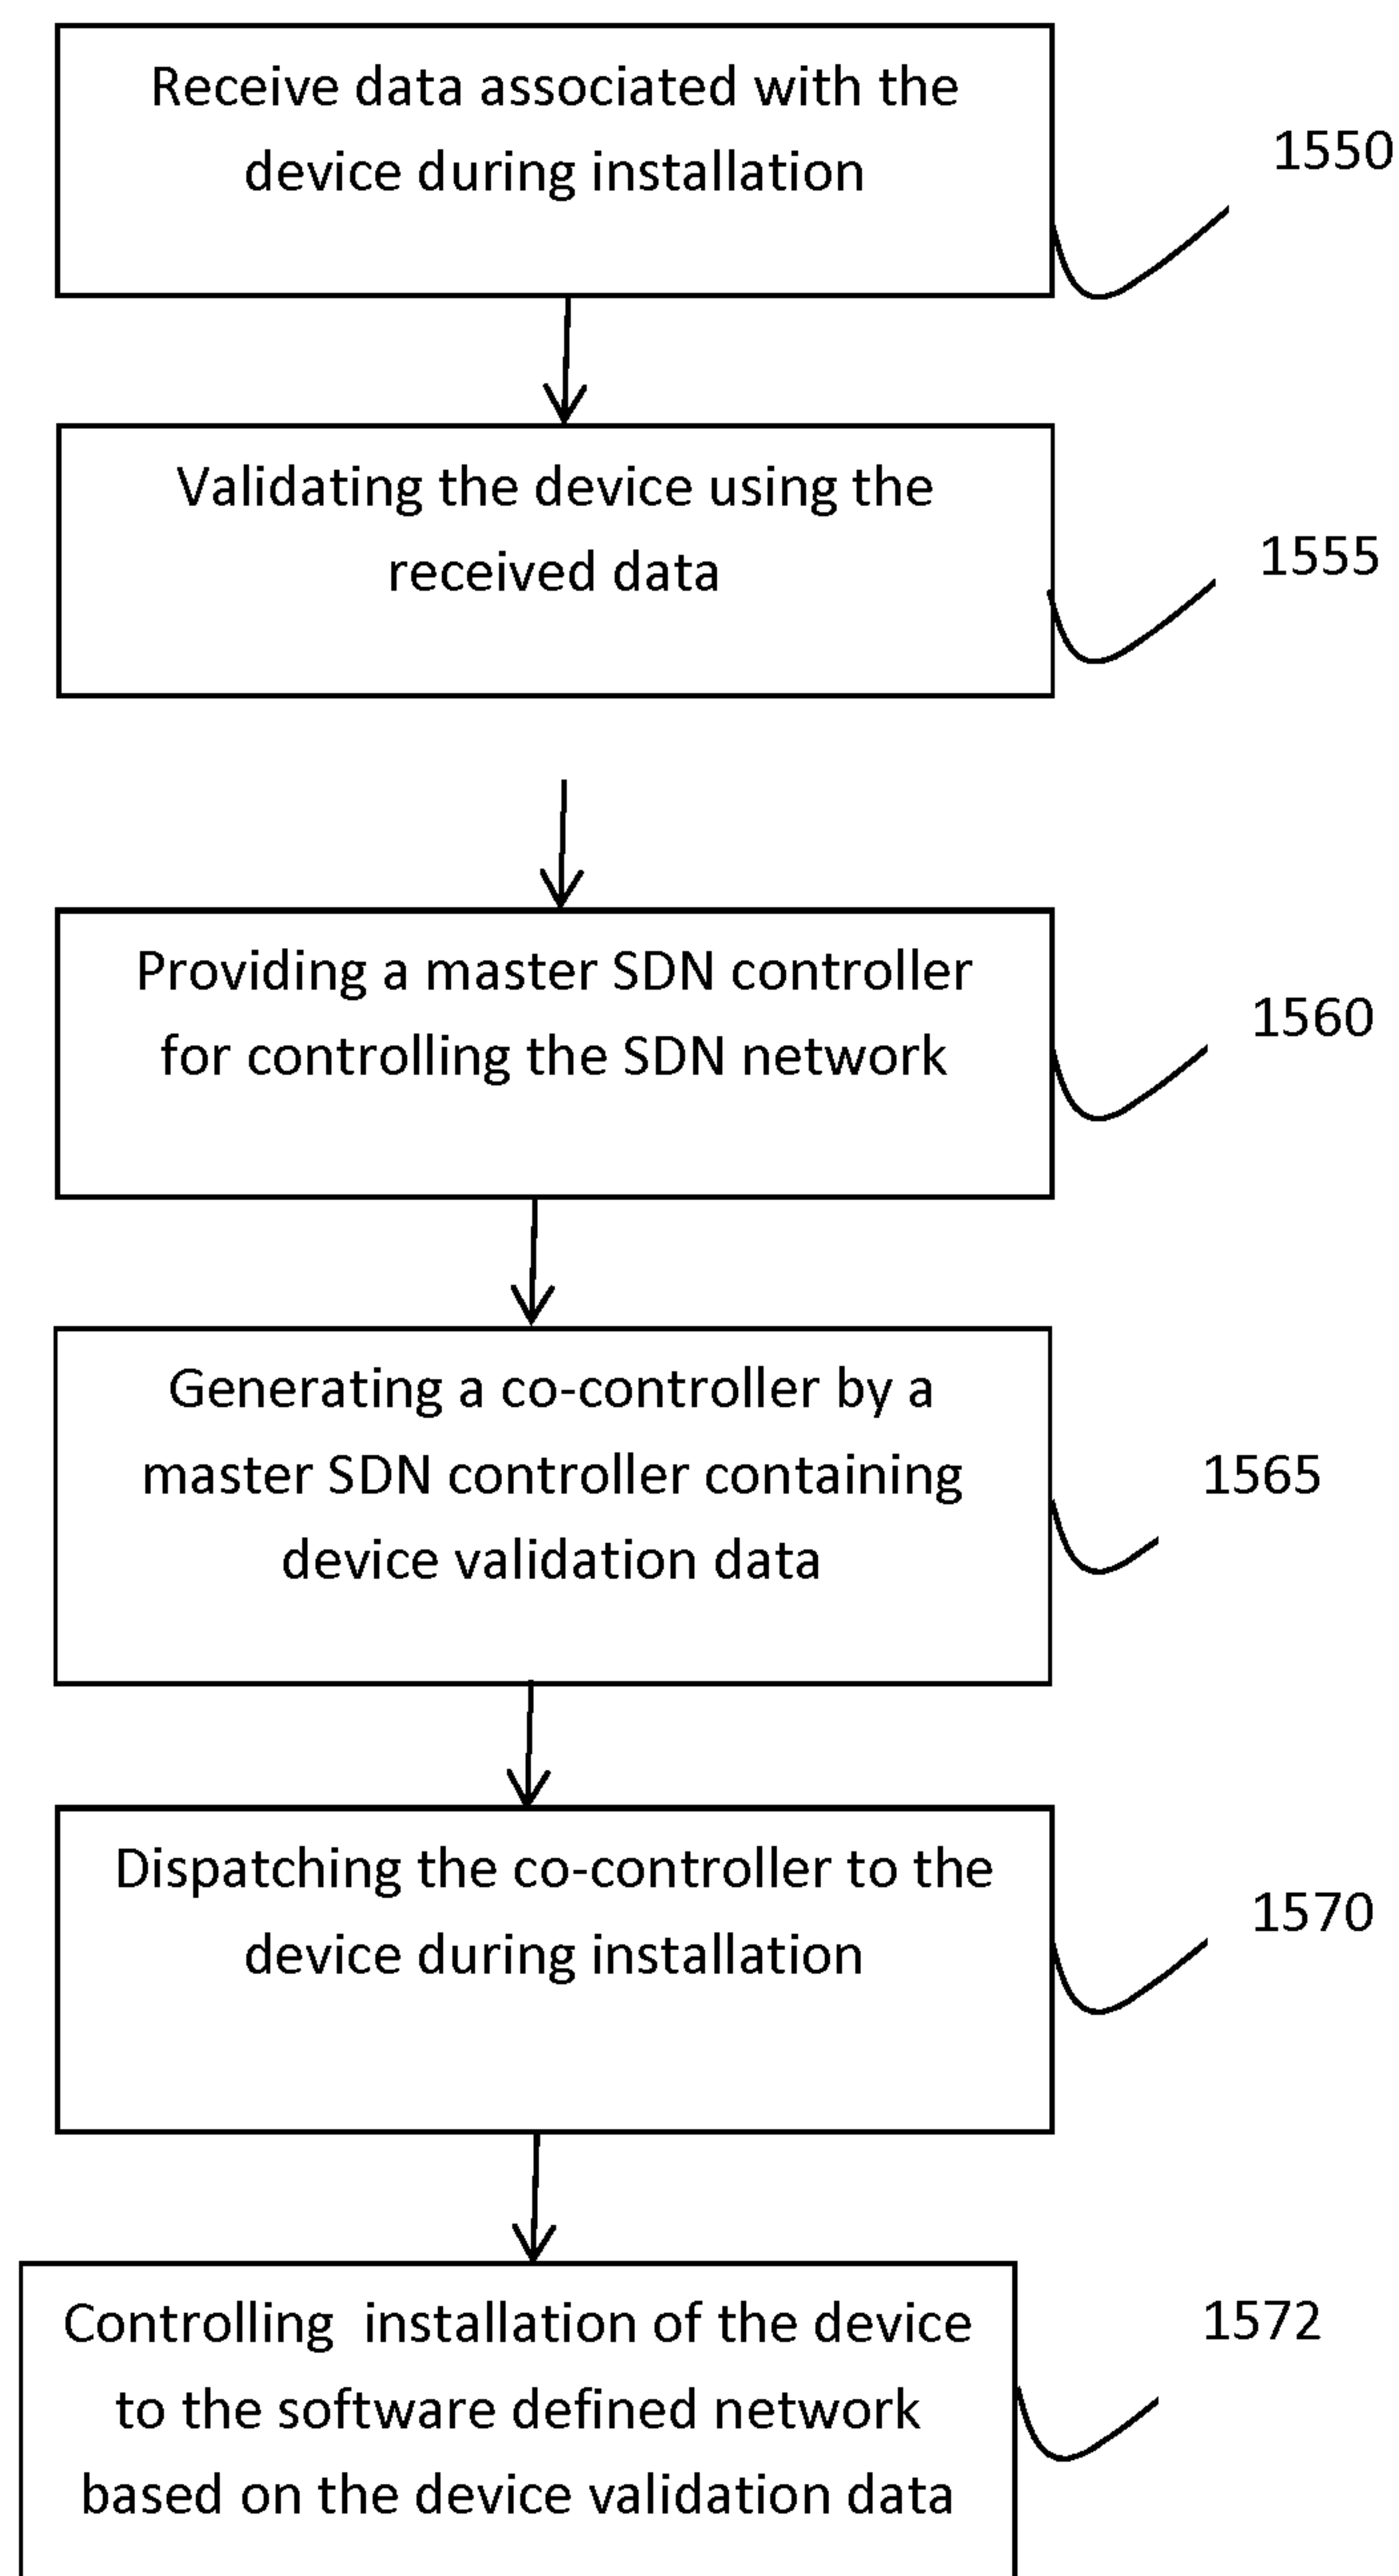 Receive data associated with the
device during installation
1550
Validating the device using the
received data
1555
Providing a master SDN controller
for controlling the SDN network
1560
Generating a co-controller by a
master SDN controller containing
device validation data
1565
Dispatching the co-controller to the
device during installation
1570
Controlling  installation of the device
to the software defined network
based on the device validation data
1572